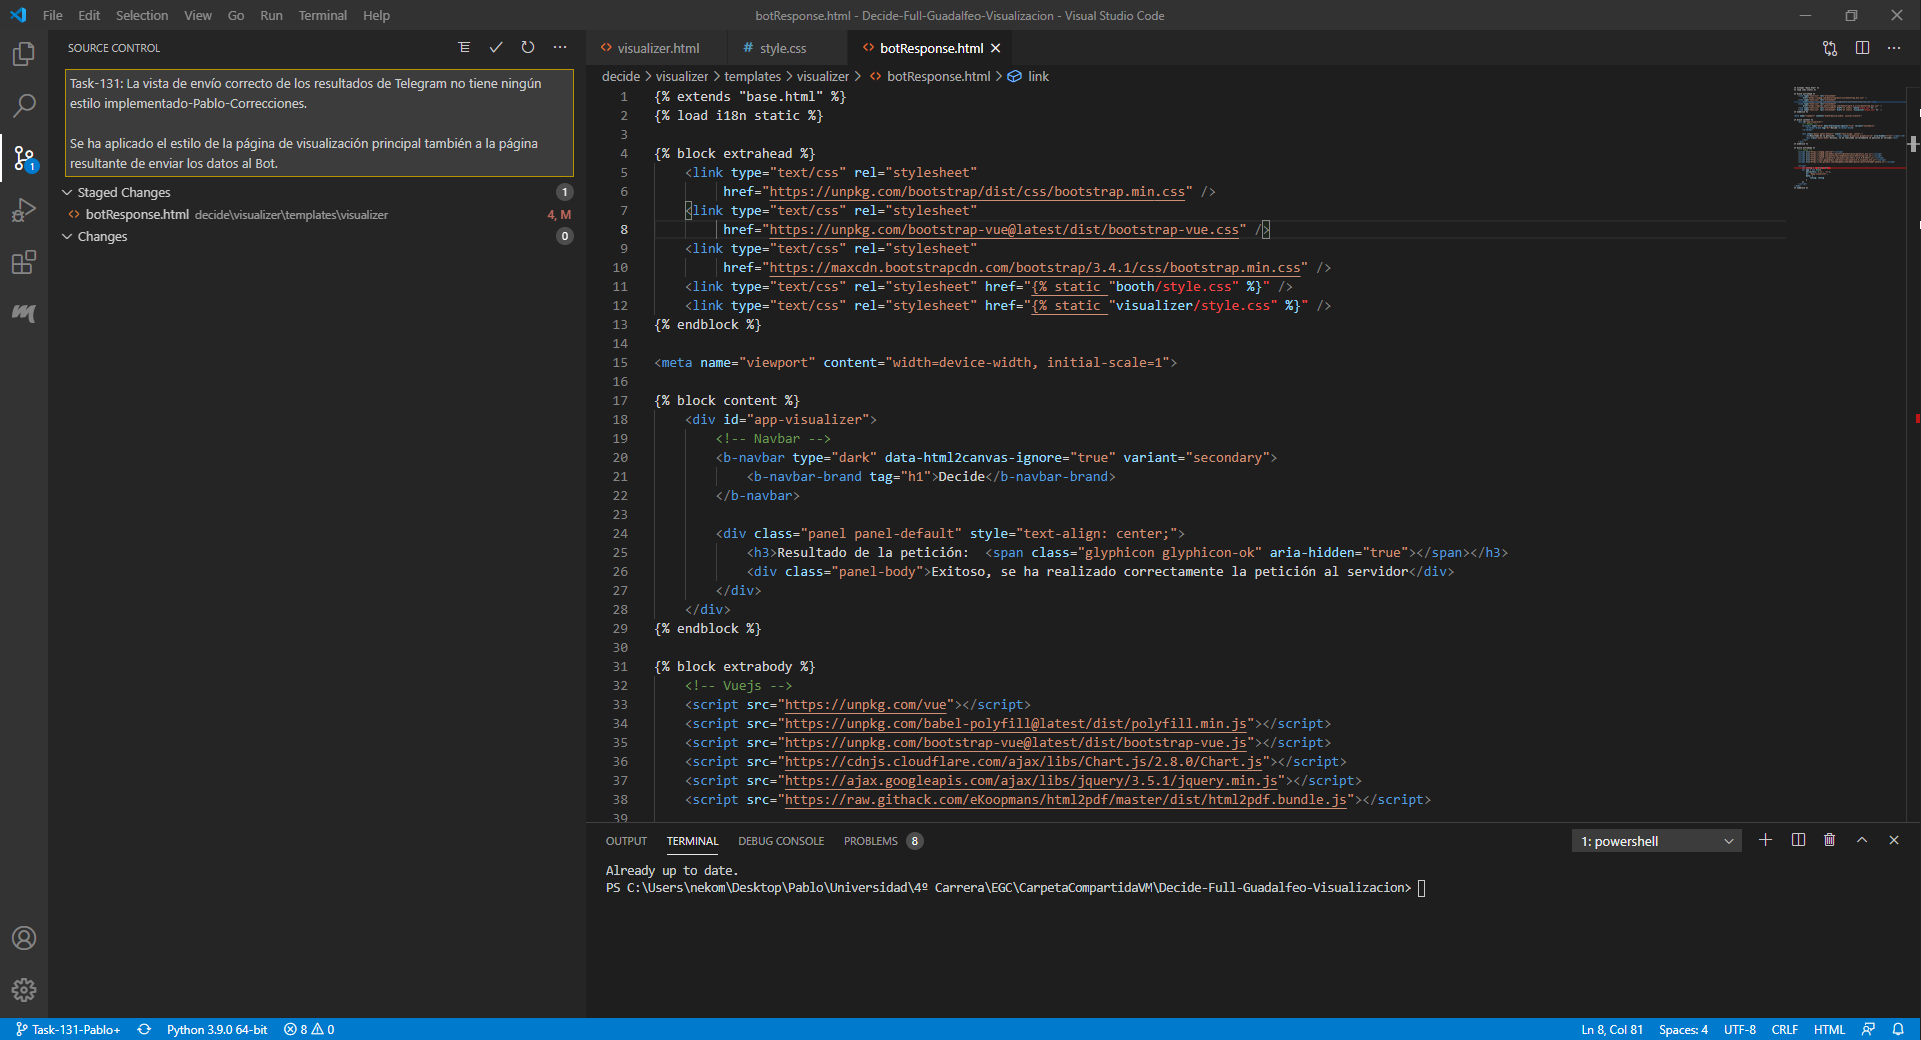 File Edit Selection View Go Run Terminal Help
botResponse.html - Decide-Full-Guadalfeo-Visualizacion - Visual Studio Code
SOURCE CONTROL
Task-131: La vista de envío correcto de los resultados de Telegram no tiene ningún
estilo implementado-Pablo-Correcciones.
Se ha aplicado el estilo de la página de visualización principal también a la página
resultante de enviar los datos al Bot.
Staged Changes 1
botResponse.html decide\visualizer\templates\visualizer 4, M
Changes 0
1
visualizer.html
# style.css
botResponse.html
decide > visualizer > templates > visualizer > botResponse.html > link
1 {% extends "base.html" %}
2 {% load i18n static %}
3
4 {% block extrahead %}
5 <link type="text/css" rel="stylesheet"
6 href="https://unpkg.com/bootstrap/dist/css/bootstrap.min.css" />
7 <link type="text/css" rel="stylesheet"
8 href="https://unpkg.com/bootstrap-vue@latest/dist/bootstrap-vue.css" />
9 <link type="text/css" rel="stylesheet"
10 href="https://maxcdn.bootstrapcdn.com/bootstrap/3.4.1/css/bootstrap.min.css" />
11 <link type="text/css" rel="stylesheet" href="{% static "booth/style.css" %}" />
12 <link type="text/css" rel="stylesheet" href="{% static "visualizer/style.css" %}" />
13 {% endblock %}
14
15 <meta name="viewport" content="width=device-width, initial-scale=1">
16
17 {% block content %}
18 <div id="app-visualizer">
19 <!-- Navbar -->
20 <b-navbar type="dark" data-html2canvas-ignore="true" variant="secondary">
21 <b-navbar-brand tag="h1">Decide</b-navbar-brand>
22 </b-navbar>
23
24 <div class="panel panel-default" style="text-align: center;">
25 <h3>Resultado de la petición:  <span class="glyphicon glyphicon-ok" aria-hidden="true"></span></h3>
26 <div class="panel-body">Exitoso, se ha realizado correctamente la petición al servidor</div>
27 </div>
28 </div>
29 {% endblock %}
30
31 {% block extrabody %}
32 <!-- Vuejs -->
33 <script src="https://unpkg.com/vue"></script>
34 <script src="https://unpkg.com/babel-polyfill@latest/dist/polyfill.min.js"></script>
35 <script src="https://unpkg.com/bootstrap-vue@latest/dist/bootstrap-vue.js"></script>
36 <script src="https://cdnjs.cloudflare.com/ajax/libs/Chart.js/2.8.0/Chart.js"></script>
37 <script src="https://ajax.googleapis.com/ajax/libs/jquery/3.5.1/jquery.min.js"></script>
38 <script src="https://raw.githack.com/eKoopmans/html2pdf/master/dist/html2pdf.bundle.js"></script>
39
OUTPUT TERMINAL DEBUG CONSOLE PROBLEMS 8
1: powershell
Already up to date.
PS C:\Users\nekom\Desktop\Pablo\Universidad\4º Carrera\EGC\CarpetaCompartidaVM\Decide-Full-Guadalfeo-Visualizacion>
Task-131-Pablo+ Python 3.9.0 64-bit 8 0
Ln 8, Col 81 Spaces: 4 UTF-8 CRLF HTML